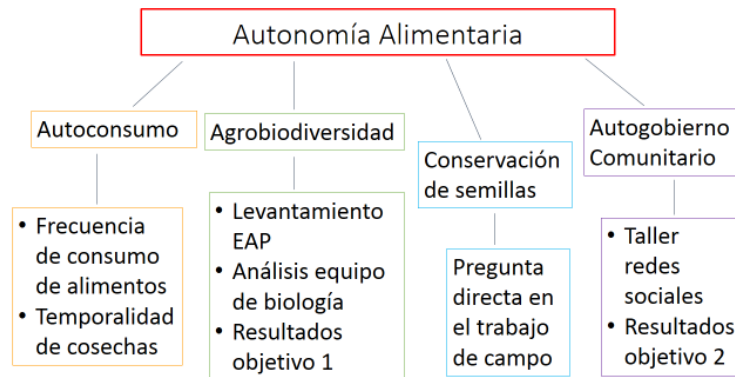 Autonomía Alimentaria
Autoconsumo
• Frecuencia
de consumo
de alimentos
• Temporalidad
de cosechas
Agrobiodiversidad
• Levantamiento
EAP
• Análisis equipo
de biología
• Resultados
objetivo 1
Conservación
de semillas
Pregunta
directa en
el trabajo
de campo
Autogobierno
Comunitario
• Taller
redes
sociales
• Resultados
objetivo 2